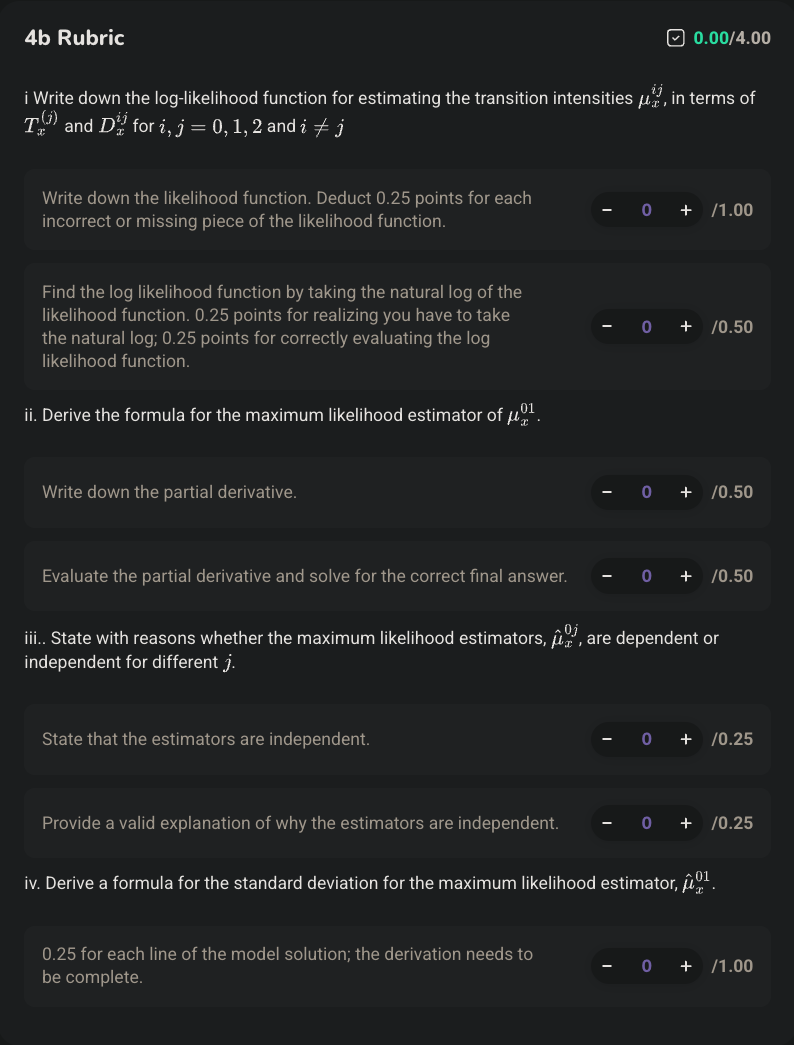 4b Rubric 0.00/4.00
i Write down the log-likelihood function for estimating the transition intensities μ_x^{ij}, in terms of
T_x^{(j)} and D_x^{ij} for i, j = 0, 1, 2 and i ≠ j
Write down the likelihood function. Deduct 0.25 points for each
incorrect or missing piece of the likelihood function.
− 0 + /1.00
Find the log likelihood function by taking the natural log of the
likelihood function. 0.25 points for realizing you have to take
the natural log; 0.25 points for correctly evaluating the log
likelihood function.
− 0 + /0.50
ii. Derive the formula for the maximum likelihood estimator of μ_x^{01}.
Write down the partial derivative. − 0 + /0.50
Evaluate the partial derivative and solve for the correct final answer. − 0 + /0.50
iii.. State with reasons whether the maximum likelihood estimators, μ̂_x^{0j}, are dependent or
independent for different j.
State that the estimators are independent. − 0 + /0.25
Provide a valid explanation of why the estimators are independent. − 0 + /0.25
iv. Derive a formula for the standard deviation for the maximum likelihood estimator, μ̂_x^{01}.
0.25 for each line of the model solution; the derivation needs to
be complete.
− 0 + /1.00